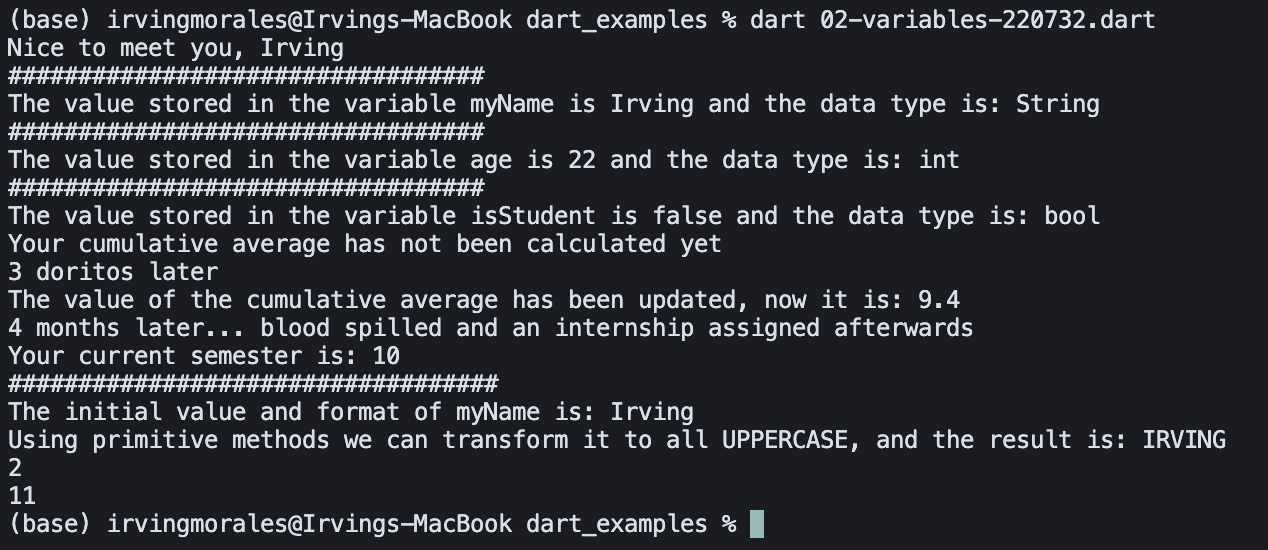 (base) irvingmorales@Irvings-MacBook dart_examples % dart 02-variables-220732.dart
Nice to meet you, Irving
##################################
The value stored in the variable myName is Irving and the data type is: String
##################################
The value stored in the variable age is 22 and the data type is: int
##################################
The value stored in the variable isStudent is false and the data type is: bool
Your cumulative average has not been calculated yet
3 doritos later
The value of the cumulative average has been updated, now it is: 9.4
4 months later... blood spilled and an internship assigned afterwards
Your current semester is: 10
###################################
The initial value and format of myName is: Irving
Using primitive methods we can transform it to all UPPERCASE, and the result is: IRVING
2
11
(base) irvingmorales@Irvings-MacBook dart_examples %